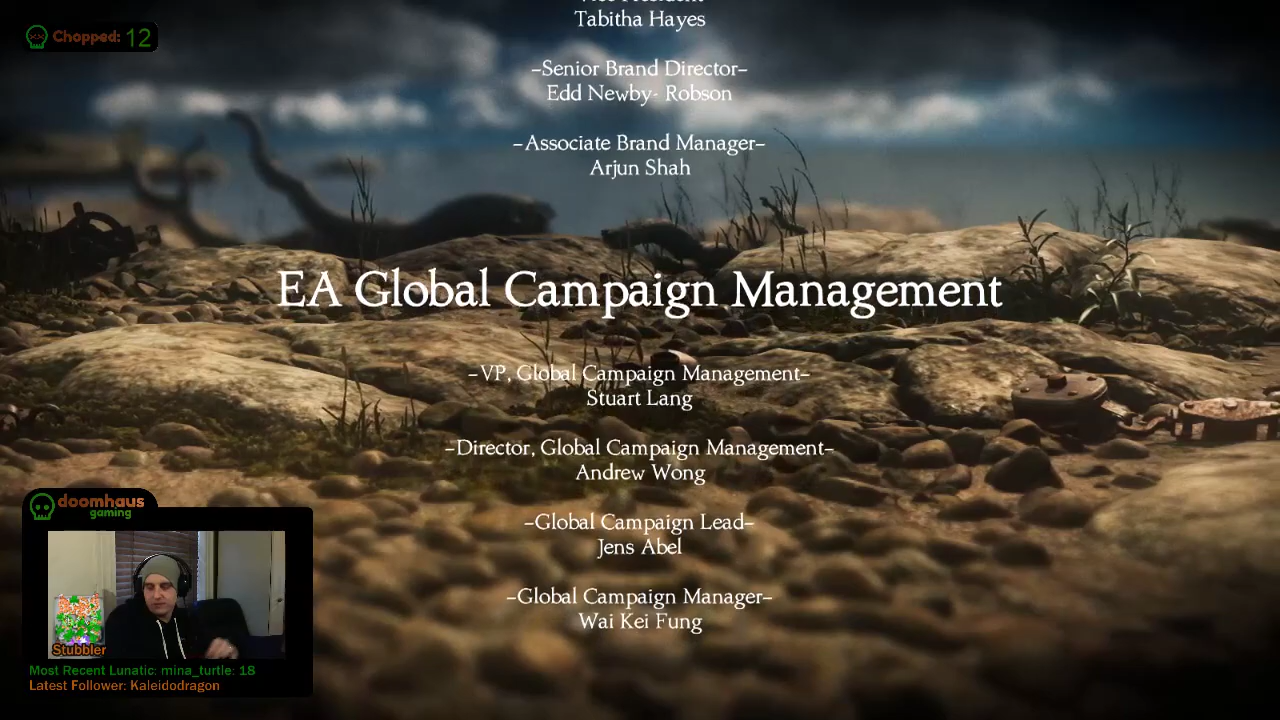 Chopped: 12
Vice President
Tabitha Hayes
–Senior Brand Director–
Edd Newby- Robson
–Associate Brand Manager–
Arjun Shah
EA Global Campaign Management
–VP, Global Campaign Management–
Stuart Lang
–Director, Global Campaign Management–
Andrew Wong
–Global Campaign Lead–
Jens Abel
–Global Campaign Manager–
Wai Kei Fung
doomhaus
gaming
Stubbler
Most Recent Lunatic: mina_turtle: 18
Latest Follower: Kaleidodragon